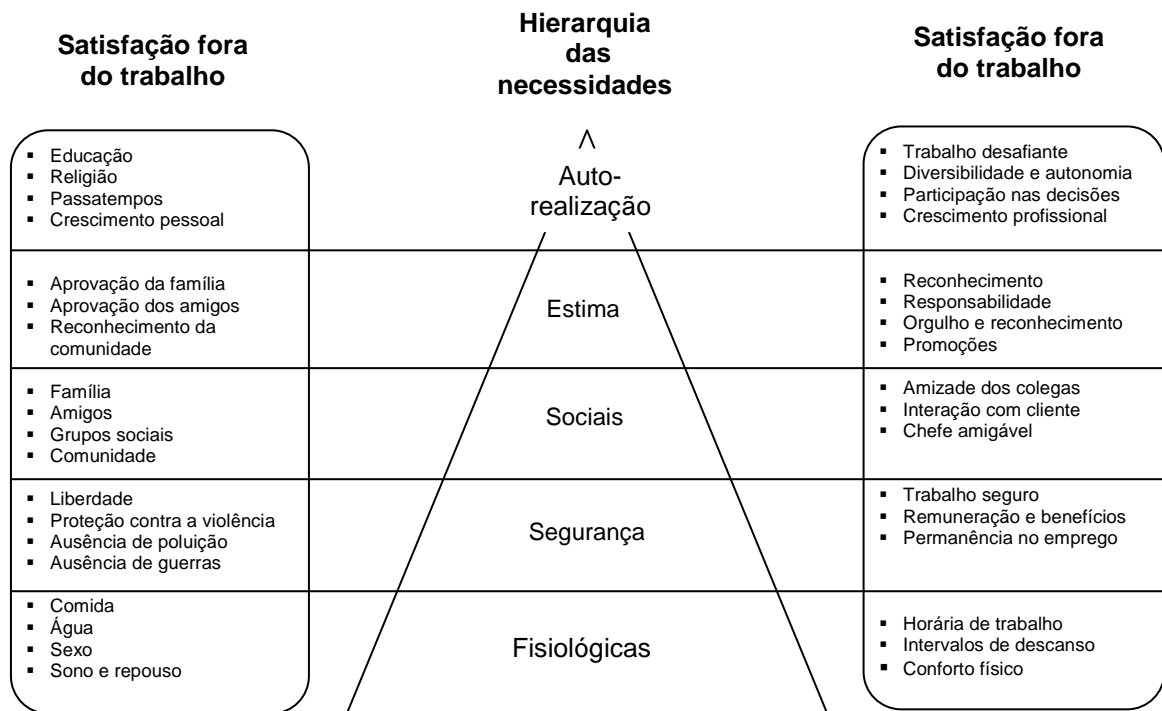 Satisfação fora
do trabalho
Hierarquia
das
necessidades
Satisfação fora
do trabalho
▪ Educação
▪ Religião
▪ Passatempos
▪ Crescimento pessoal
Auto-
realização
▪ Trabalho desafiante
▪ Diversibilidade e autonomia
▪ Participação nas decisões
▪ Crescimento profissional
▪ Aprovação da família
▪ Aprovação dos amigos
▪ Reconhecimento da
comunidade
Estima
▪ Reconhecimento
▪ Responsabilidade
▪ Orgulho e reconhecimento
▪ Promoções
▪ Família
▪ Amigos
▪ Grupos sociais
▪ Comunidade
Sociais
▪ Amizade dos colegas
▪ Interação com cliente
▪ Chefe amigável
▪ Liberdade
▪ Proteção contra a violência
▪ Ausência de poluição
▪ Ausência de guerras
Segurança
▪ Trabalho seguro
▪ Remuneração e benefícios
▪ Permanência no emprego
▪ Comida
▪ Água
▪ Sexo
▪ Sono e repouso
Fisiológicas
▪ Horária de trabalho
▪ Intervalos de descanso
▪ Conforto físico